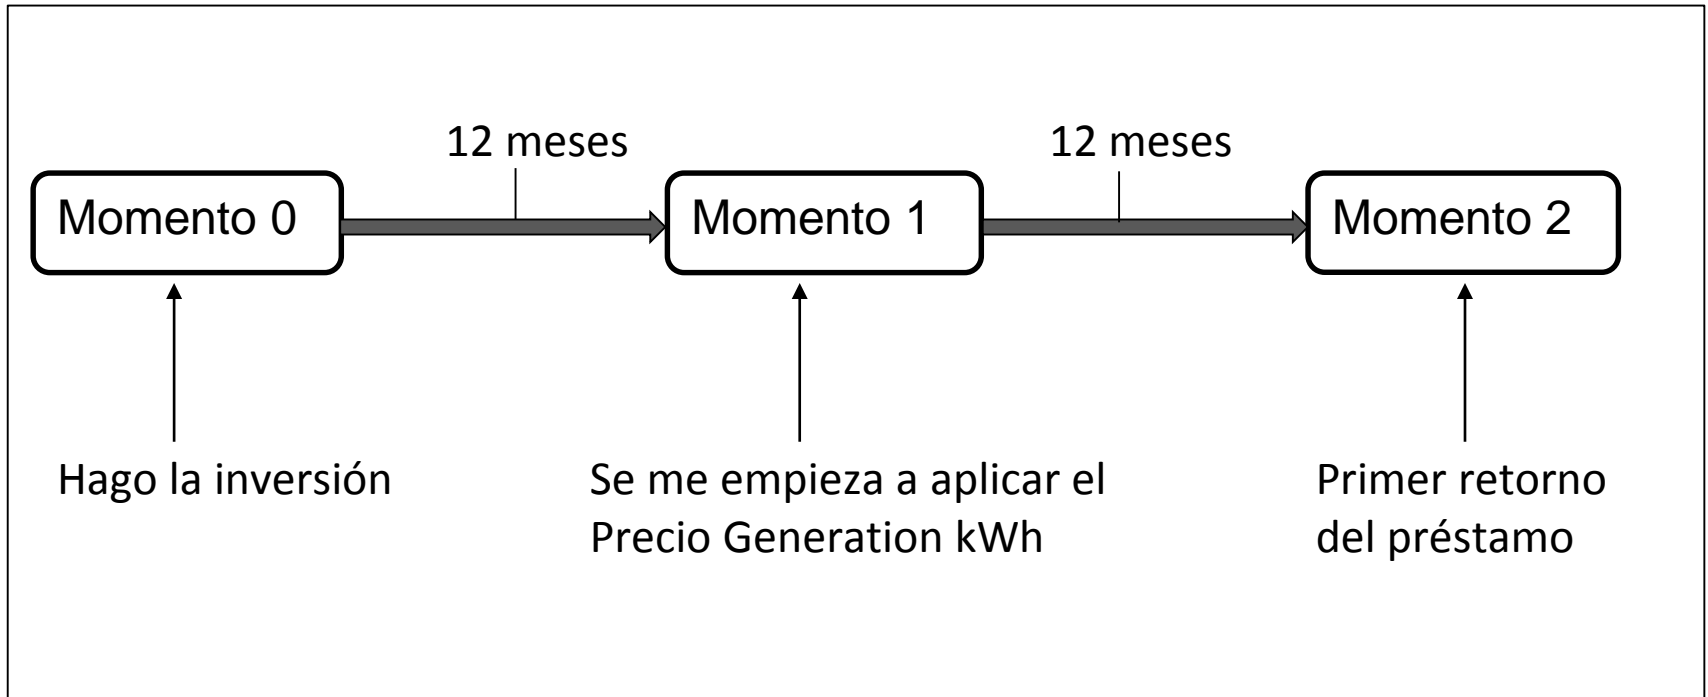 12 meses
12 meses
Momento 0
Momento 1
Momento 2
Hago la inversión
Se me empieza a aplicar el
Precio Generation kWh
Primer retorno
del préstamo